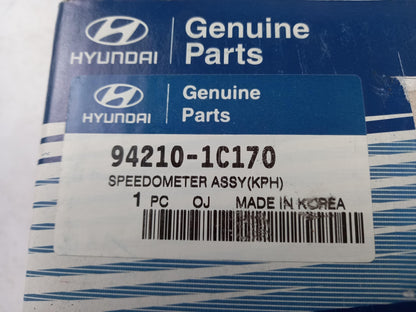 HYUNDAI
Genuine
Parts
HYUNDAI
Genuine
Parts
94210-1C170
SPEEDOMETER ASSY(KPH)
1 PC OJ MADE IN KOREA